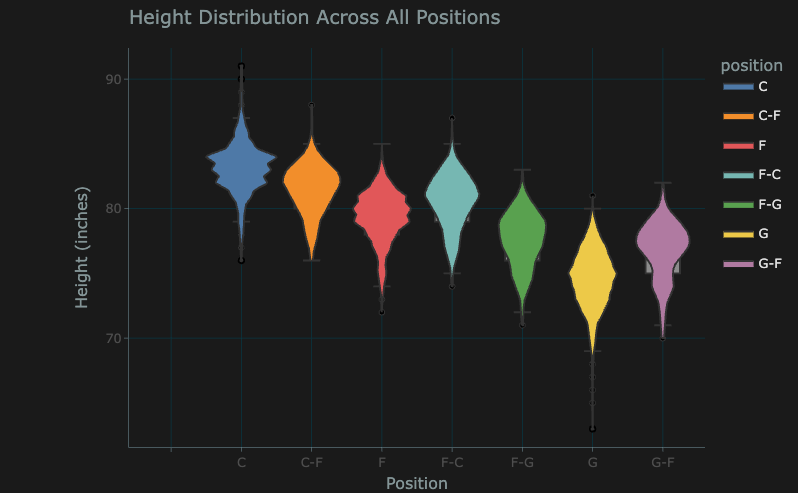 Height Distribution Across All Positions
position
C
C-F
F
F-C
F-G
G
G-F
Height (inches)
90
80
70
C C-F F F-C F-G G G-F
Position